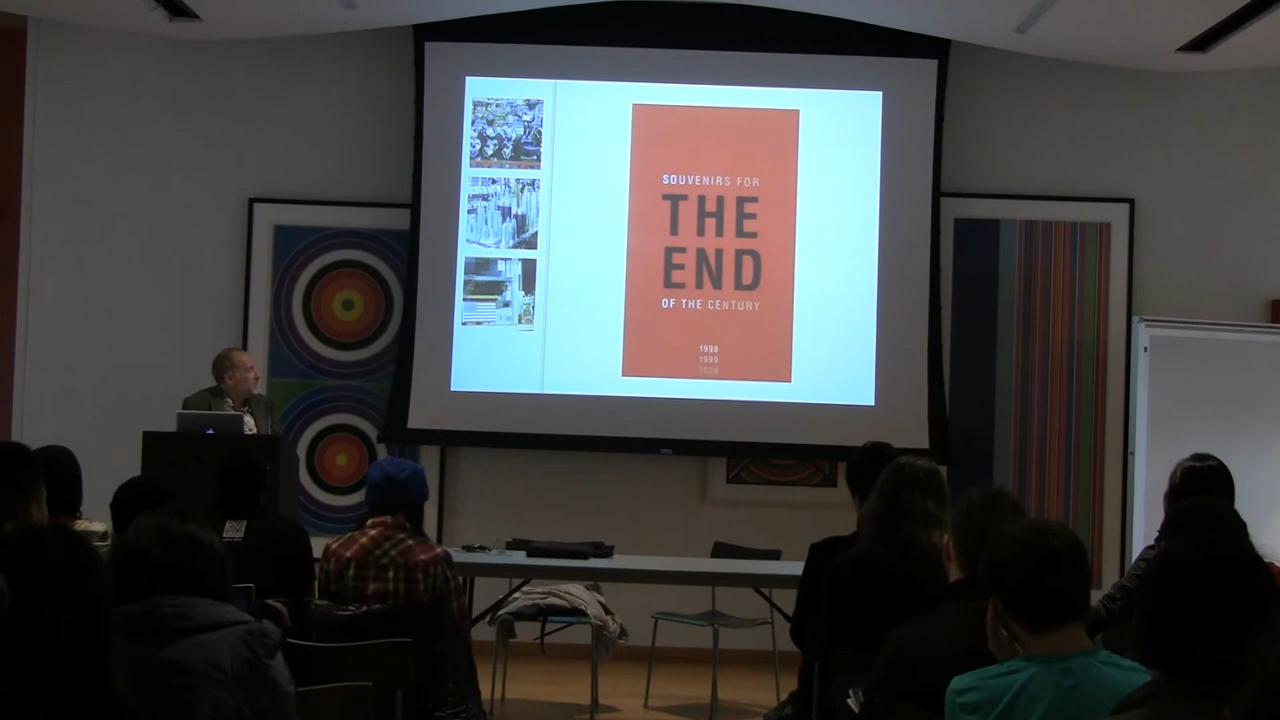 SOUVENIRS FOR
THE
END
OF THE CENTURY
1998
1999
2000